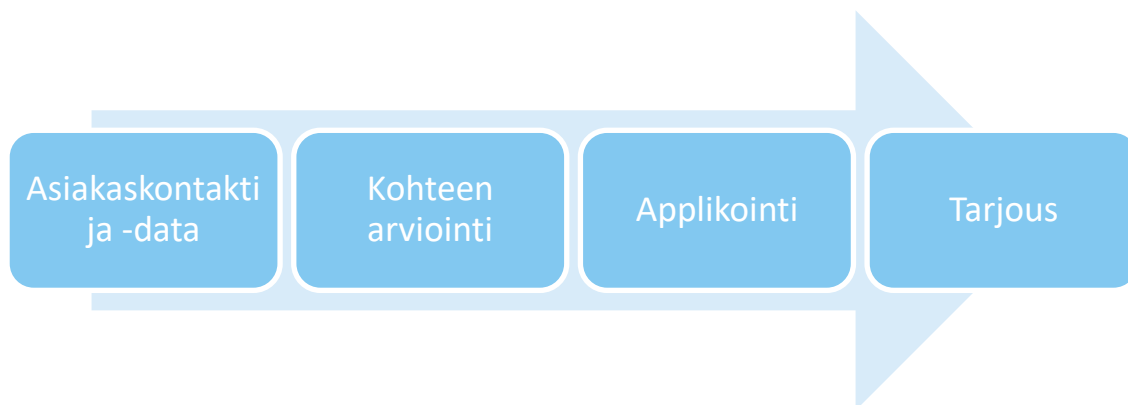 Asiakaskontakti
ja -data
Kohteen
arviointi
Applikointi
Tarjous